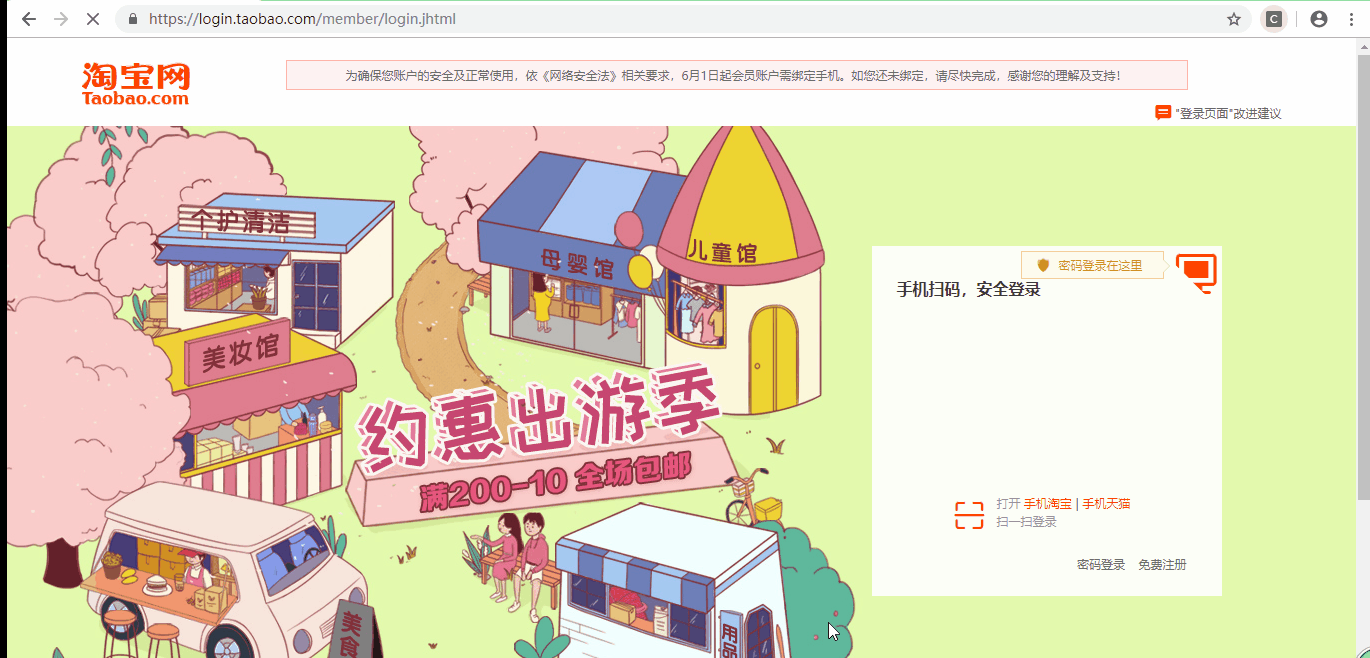 https://login.taobao.com/member/login.jhtml
C
淘宝网
Taobao.com
为确保您账户的安全及正常使用，依《网络安全法》相关要求，6月1日起会员账户需绑定手机。如您还未绑定，请尽快完成，感谢您的理解及支持！
"登录页面"改进建议
个护清洁
母婴馆
儿童馆
美妆馆
约惠出游季
满200-10 全场包邮
美食
用品
密码登录在这里
手机扫码，安全登录
打开 手机淘宝 | 手机天猫
扫一扫登录
密码登录 免费注册